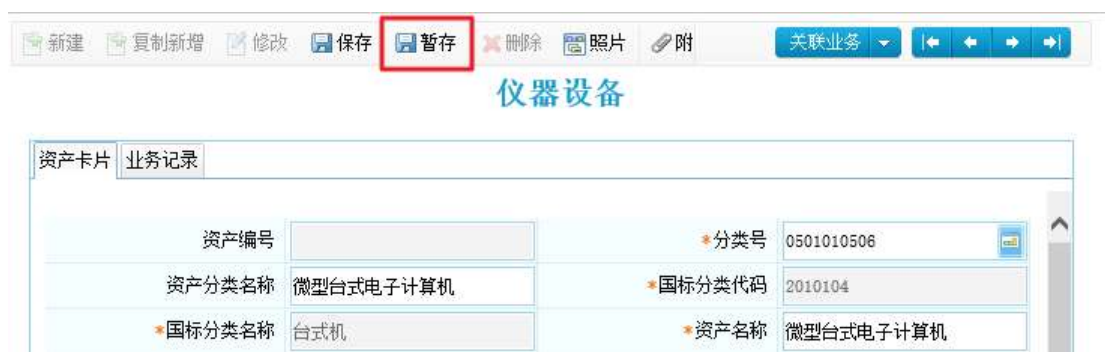 新建 复制新增 修改 保存 暂存 删除 照片 附 关联业务
仪器设备
资产卡片 业务记录
资产编号 *分类号 0501010506
资产分类名称 微型台式电子计算机 *国标分类代码 2010104
*国标分类名称 台式机 *资产名称 微型台式电子计算机